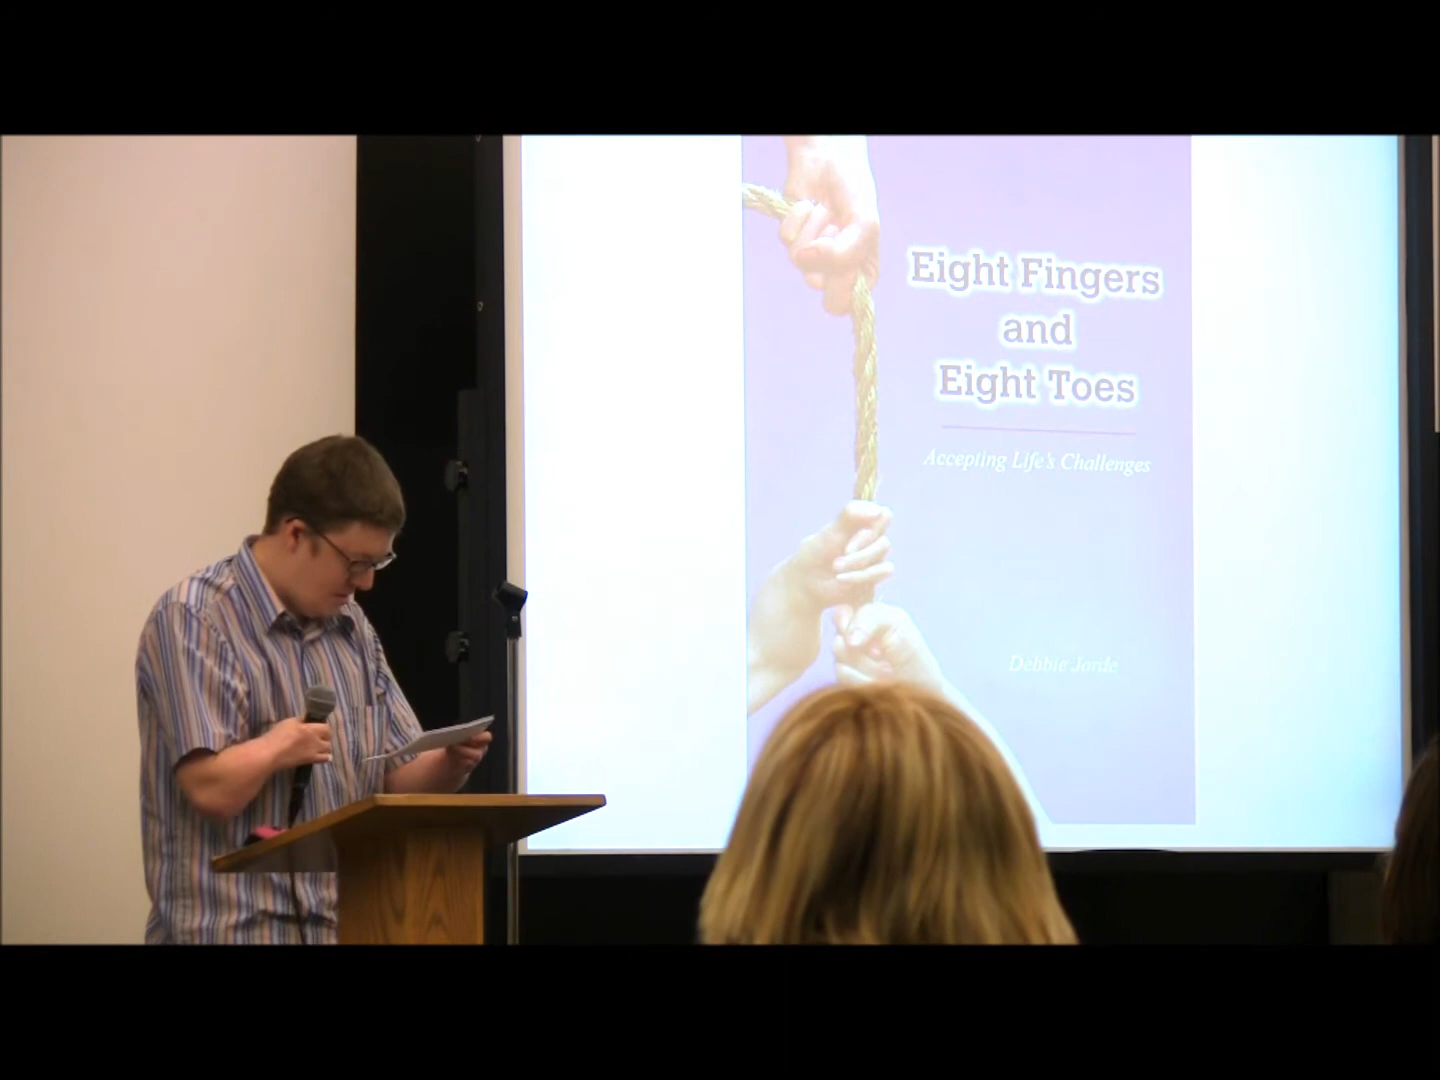 Eight Fingers
and
Eight Toes
Accepting Life's Challenges
Debbie Jorde